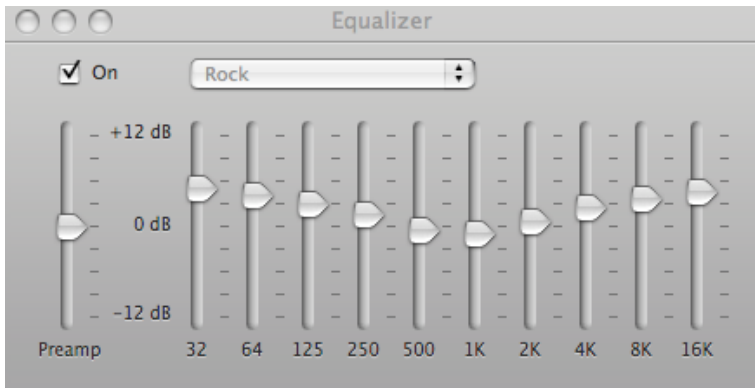 Equalizer
On
Rock
+12 dB
0 dB
-12 dB
Preamp 32 64 125 250 500 1K 2K 4K 8K 16K